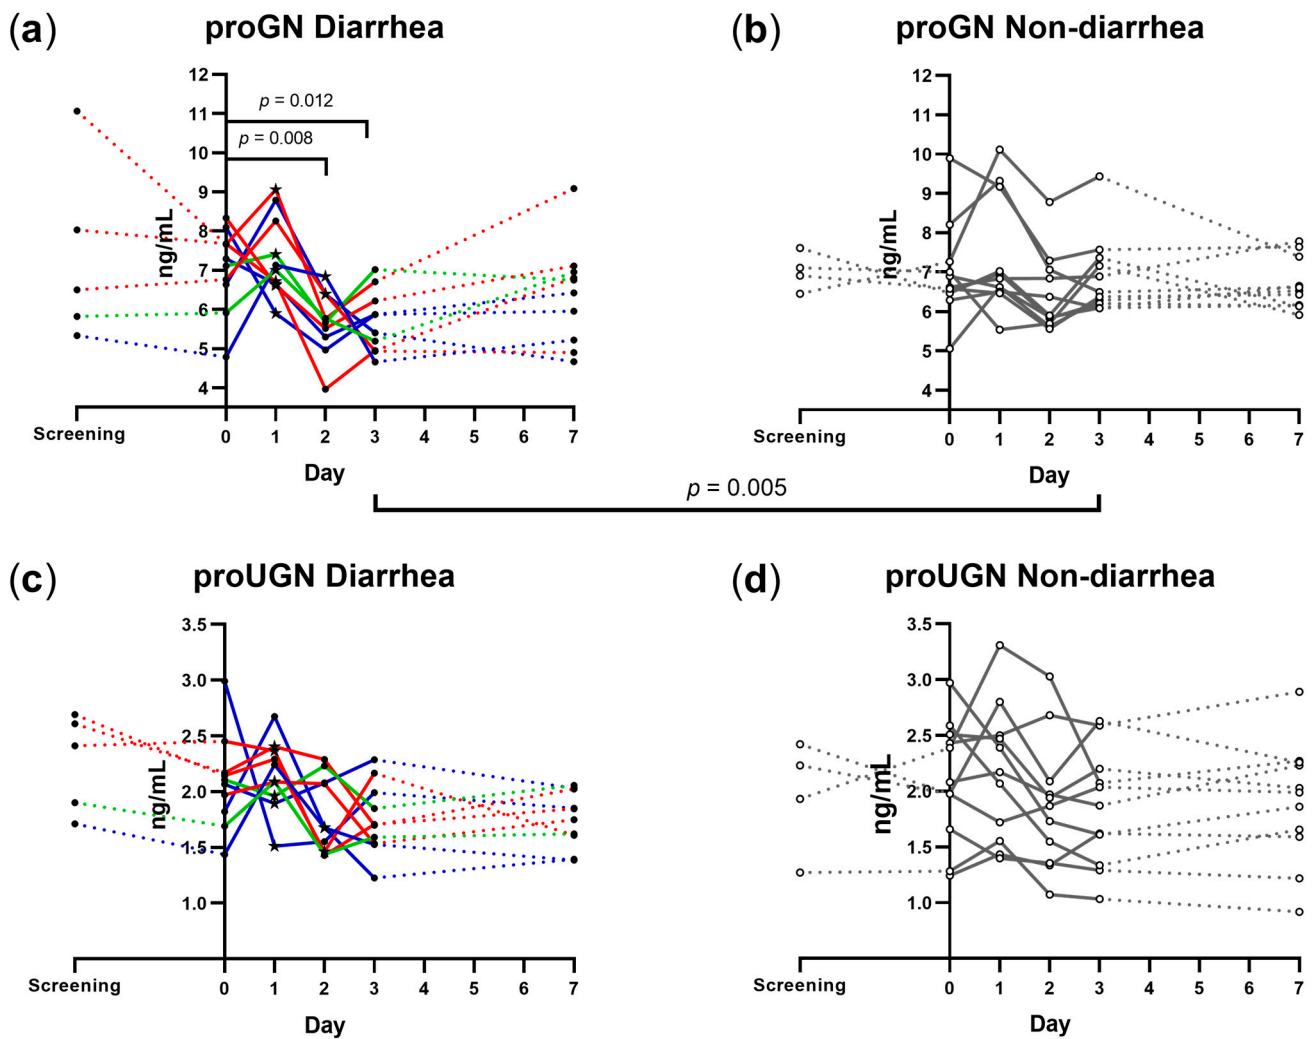 (a) proGN Diarrhea
12
11
10
9
8
7
6
5
4
ng/mL
p = 0.012
p = 0.008
Screening 0 1 2 3 4 5 6 7
Day
(b) proGN Non-diarrhea
12
11
10
9
8
7
6
5
4
ng/mL
Screening 0 1 2 3 4 5 6 7
Day
p = 0.005
(c) proUGN Diarrhea
3.5
3.0
2.5
2.0
1.5
1.0
ng/mL
Screening 0 1 2 3 4 5 6 7
Day
(d) proUGN Non-diarrhea
3.5
3.0
2.5
2.0
1.5
1.0
ng/mL
Screening 0 1 2 3 4 5 6 7
Day